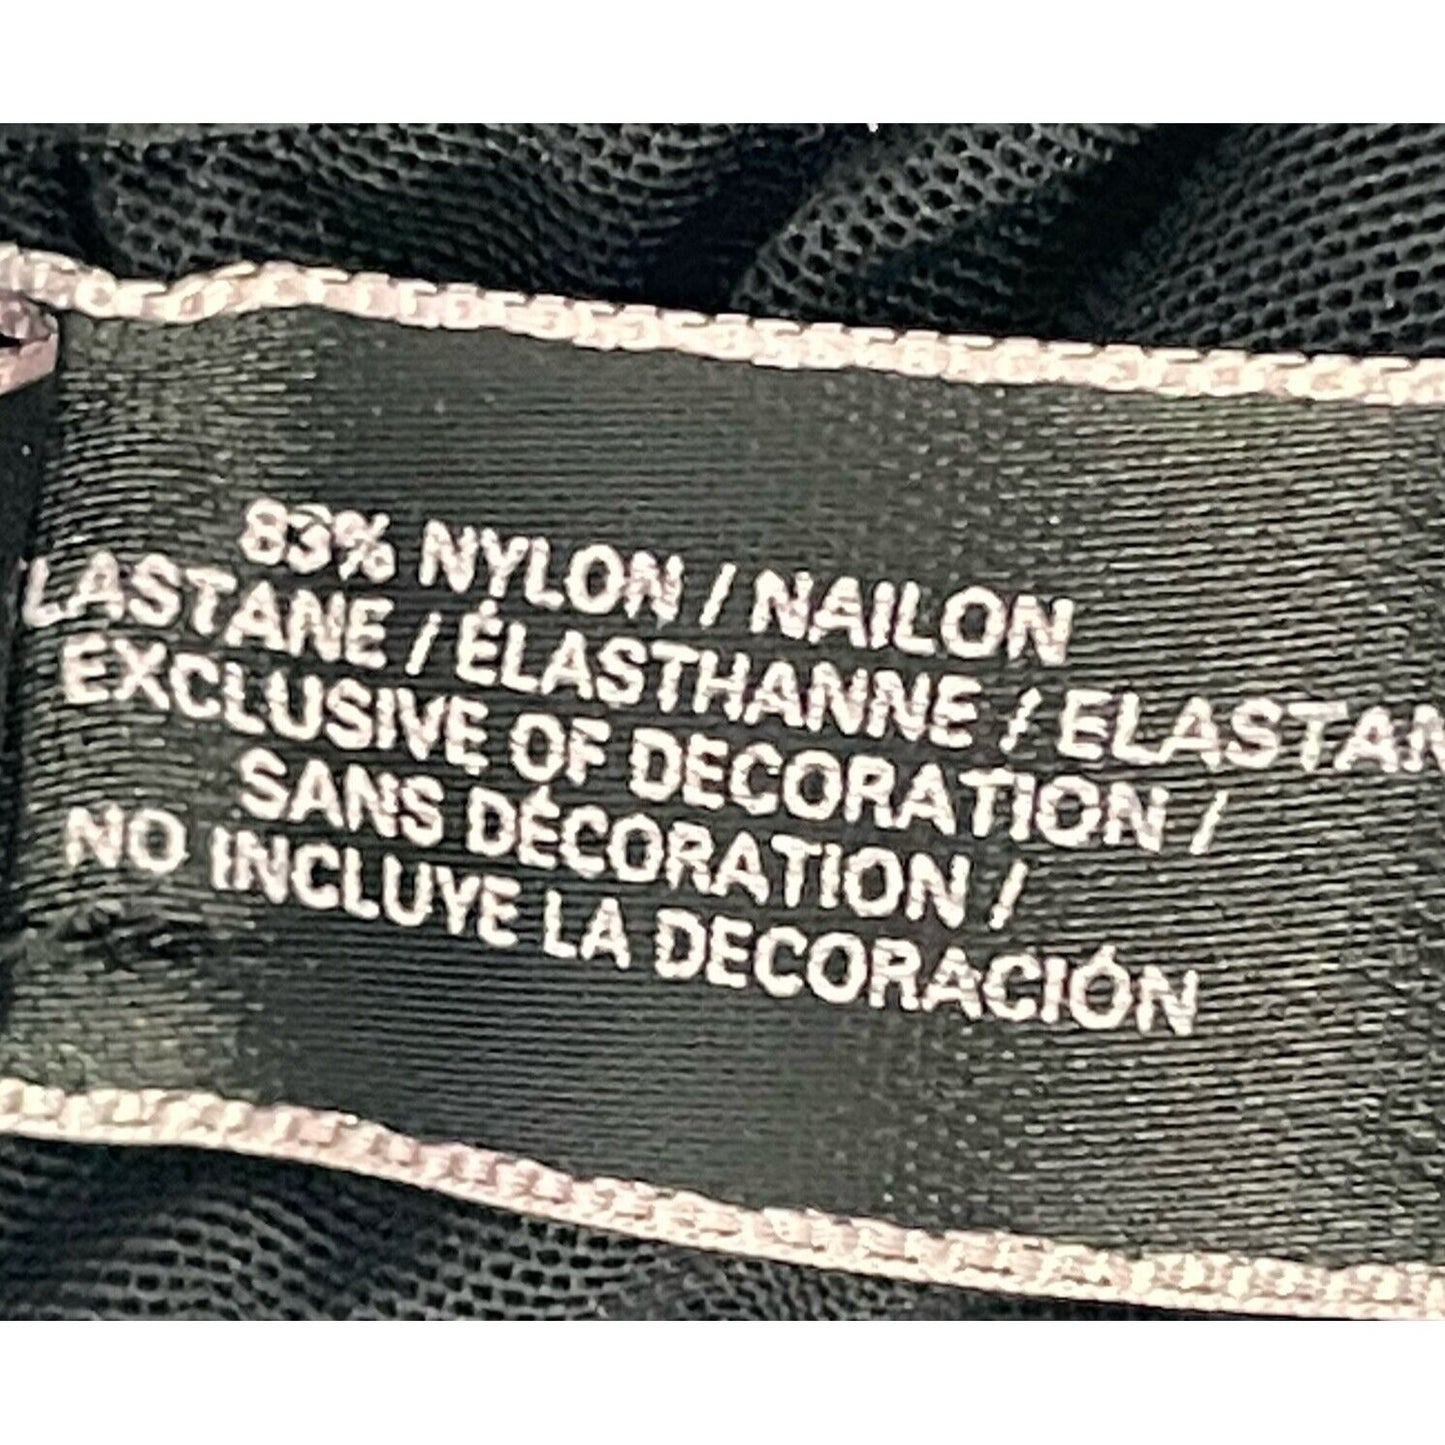 83% NYLON / NAILON
LASTANE / ÉLASTHANNE / ELASTAN
EXCLUSIVE OF DECORATION /
SANS DÉCORATION /
NO INCLUYE LA DECORACIÓN